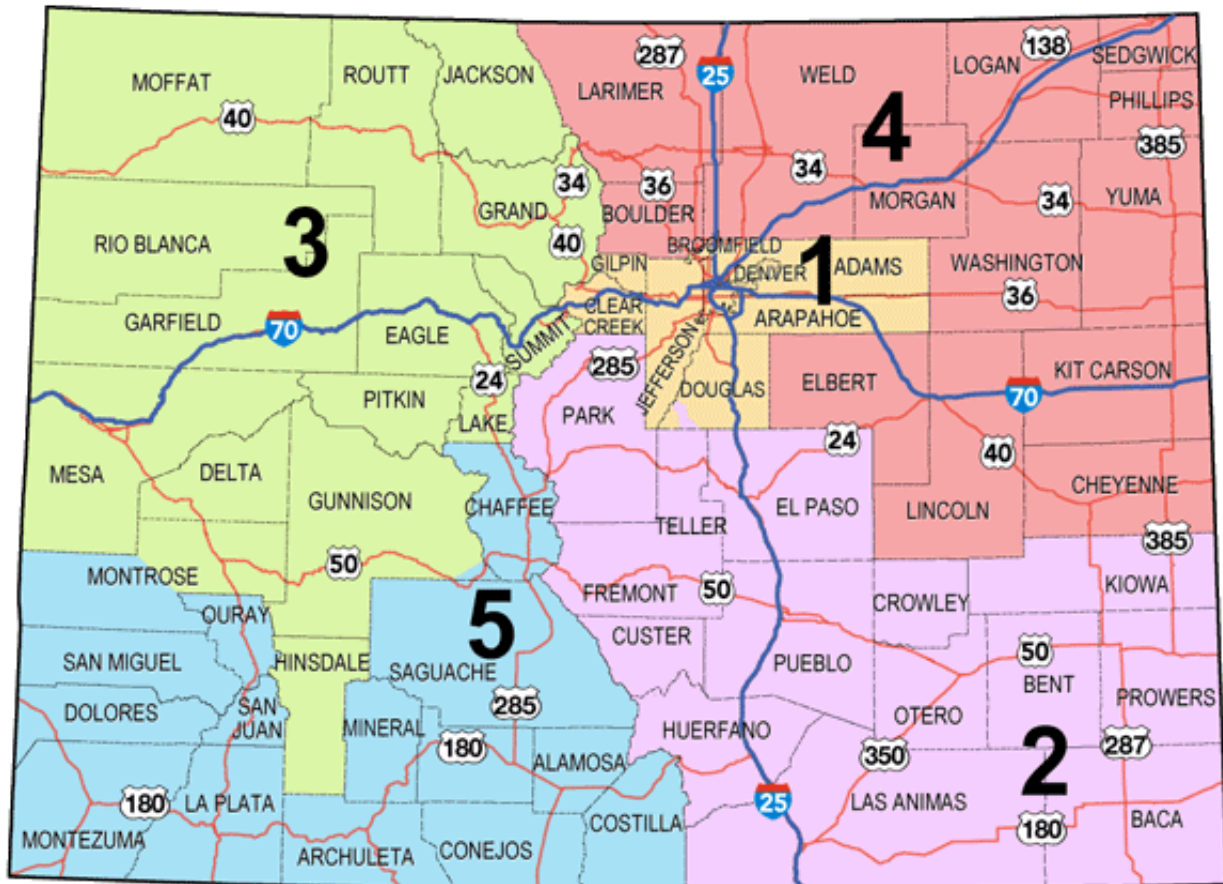 MOFFAT
ROUTT
JACKSON
287
LARIMER
25
WELD
LOGAN
138
SEDGWICK
PHILLIPS
40
4
385
34
36
34
MORGAN
34
YUMA
RIO BLANCA
3
GRAND
40
BOULDER
BROOMFIELD
GILPIN
DENVER
1
ADAMS
WASHINGTON
36
GARFIELD
70
EAGLE
SUMMIT
CLEAR
CREEK
ARAPAHOE
285
JEFFERSON
DOUGLAS
ELBERT
70
KIT CARSON
24
PITKIN
LAKE
PARK
24
40
MESA
DELTA
GUNNISON
CHAFFEE
TELLER
EL PASO
LINCOLN
CHEYENNE
385
MONTROSE
50
FREMONT
50
CROWLEY
KIOWA
OURAY
5
CUSTER
SAN MIGUEL
HINSDALE
SAGUACHE
PUEBLO
50
BENT
PROWERS
DOLORES
SAN
JUAN
MINERAL
285
HUERFANO
OTERO
2
287
180
ALAMOSA
350
180
LA PLATA
25
LAS ANIMAS
MONTEZUMA
ARCHULETA
CONEJOS
COSTILLA
180
BACA